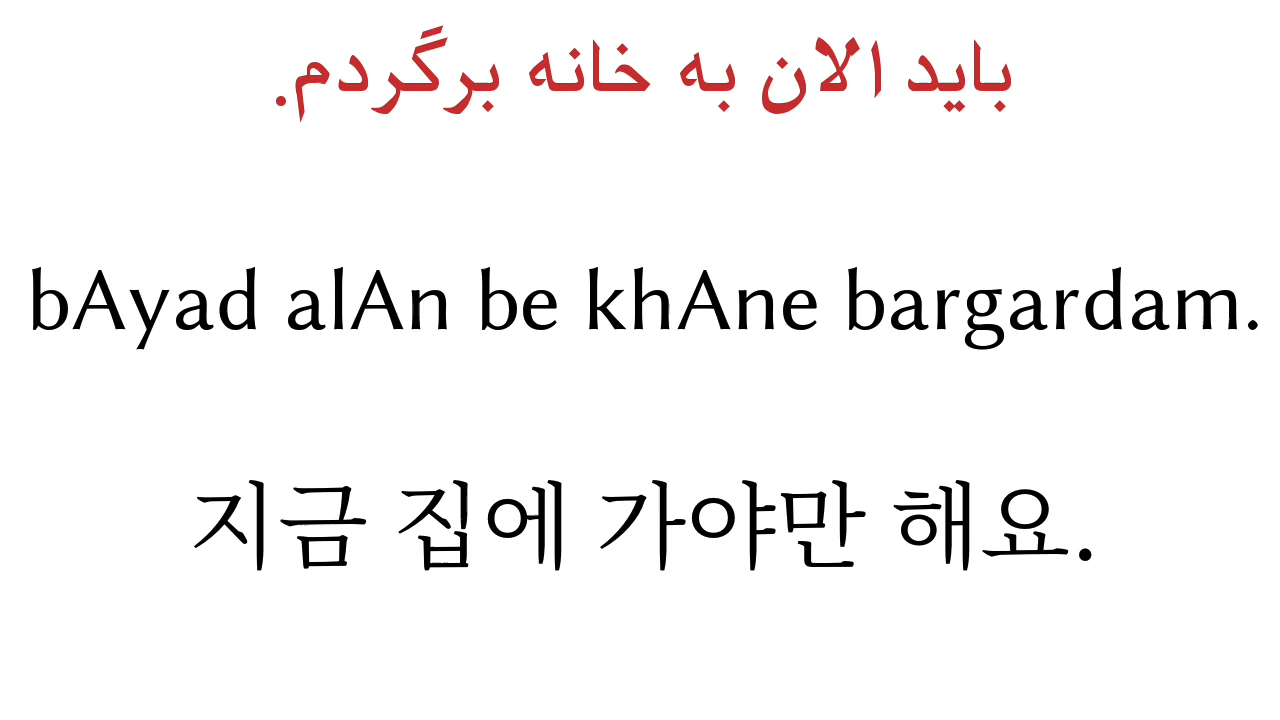 باید الان به خانه برگردم.
bAyad alAn be khAne bargardam.
지금 집에 가야만 해요.